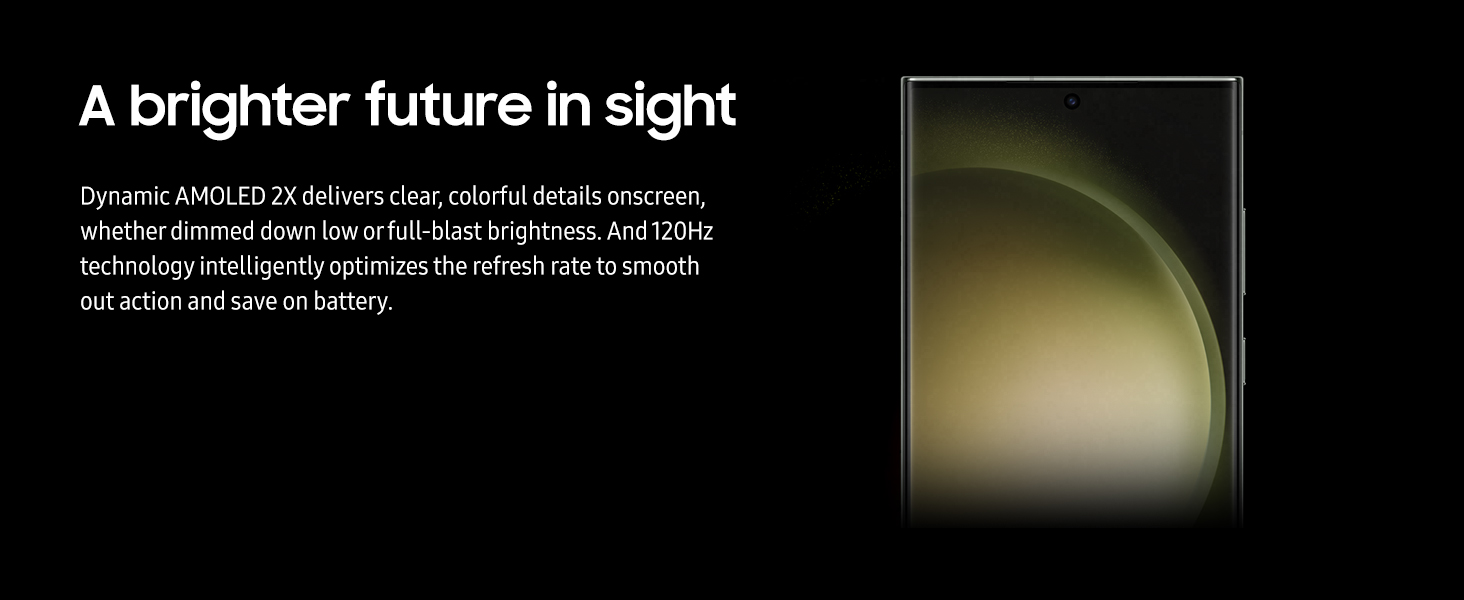 A brighter future in sight
Dynamic AMOLED 2X delivers clear, colorful details onscreen,
whether dimmed down low or full-blast brightness. And 120Hz
technology intelligently optimizes the refresh rate to smooth
out action and save on battery.